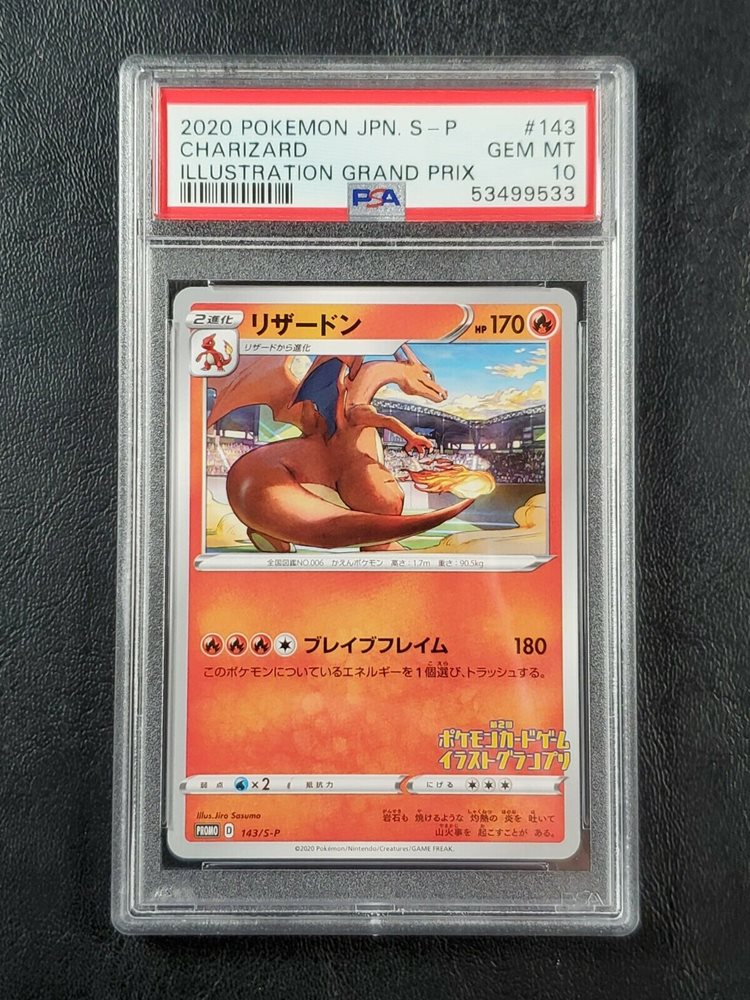 2020 POKEMON JPN. S-P #143
CHARIZARD GEM MT
ILLUSTRATION GRAND PRIX 10
PSA 53499533
2進化 リザードン HP 170
リザードから進化
全国図鑑NO.006 かえんポケモン 高さ:1.7m 重さ:90.5kg
ブレイブフレイム 180
このポケモンについているエネルギーを1個選び、トラッシュする。
第2回
ポケモンカードゲーム
イラストグランプリ
弱点 ×2 抵抗力 にげる
Illus.Jiro Sasumo
岩石も 焼けるような 灼熱の 炎を 吐いて
山火事を 起こすことが ある。
PROMO D 143/S-P
©2020 Pokémon/Nintendo/Creatures/GAME FREAK.
PSA